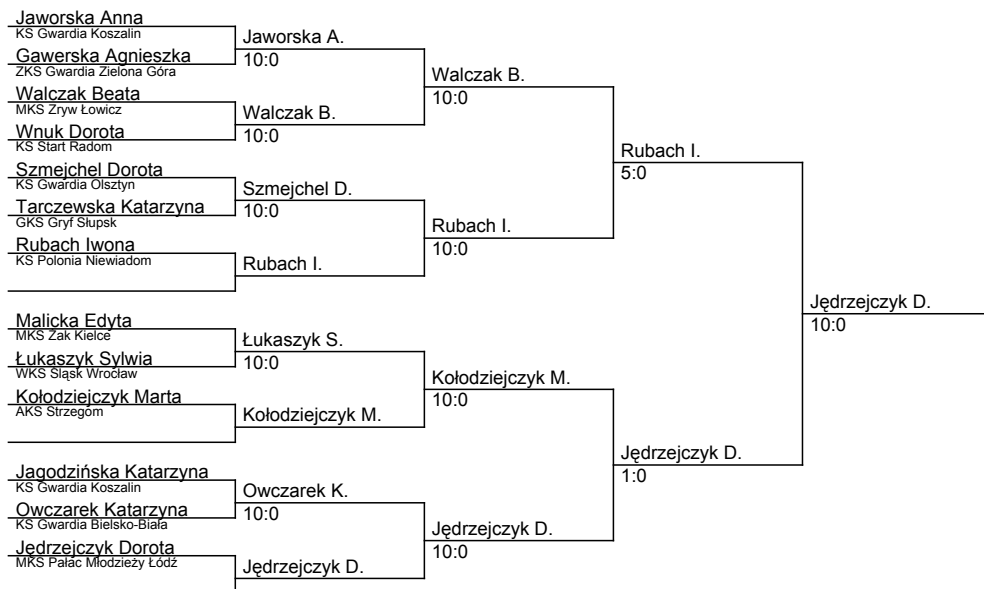 Jaworska Anna
KS Gwardia Koszalin
Gawerska Agnieszka
ZKS Gwardia Zielona Góra
Walczak Beata
MKS Zryw Łowicz
Wnuk Dorota
KS Start Radom
Szmejchel Dorota
KS Gwardia Olsztyn
Tarczewska Katarzyna
GKS Gryf Słupsk
Rubach Iwona
KS Polonia Niewiadom
Malicka Edyta
MKS Żak Kielce
Łukaszyk Sylwia
WKS Śląsk Wrocław
Kołodziejczyk Marta
AKS Strzegom
Jagodzińska Katarzyna
KS Gwardia Koszalin
Owczarek Katarzyna
KS Gwardia Bielsko-Biała
Jędrzejczyk Dorota
MKS Pałac Młodzieży Łódź
Jaworska A.
10:0
Walczak B.
10:0
Szmejchel D.
10:0
Rubach I.
Łukaszyk S.
10:0
Kołodziejczyk M.
Owczarek K.
10:0
Jędrzejczyk D.
Walczak B.
10:0
Rubach I.
10:0
Kołodziejczyk M.
10:0
Jędrzejczyk D.
10:0
Rubach I.
5:0
Jędrzejczyk D.
1:0
Jędrzejczyk D.
10:0